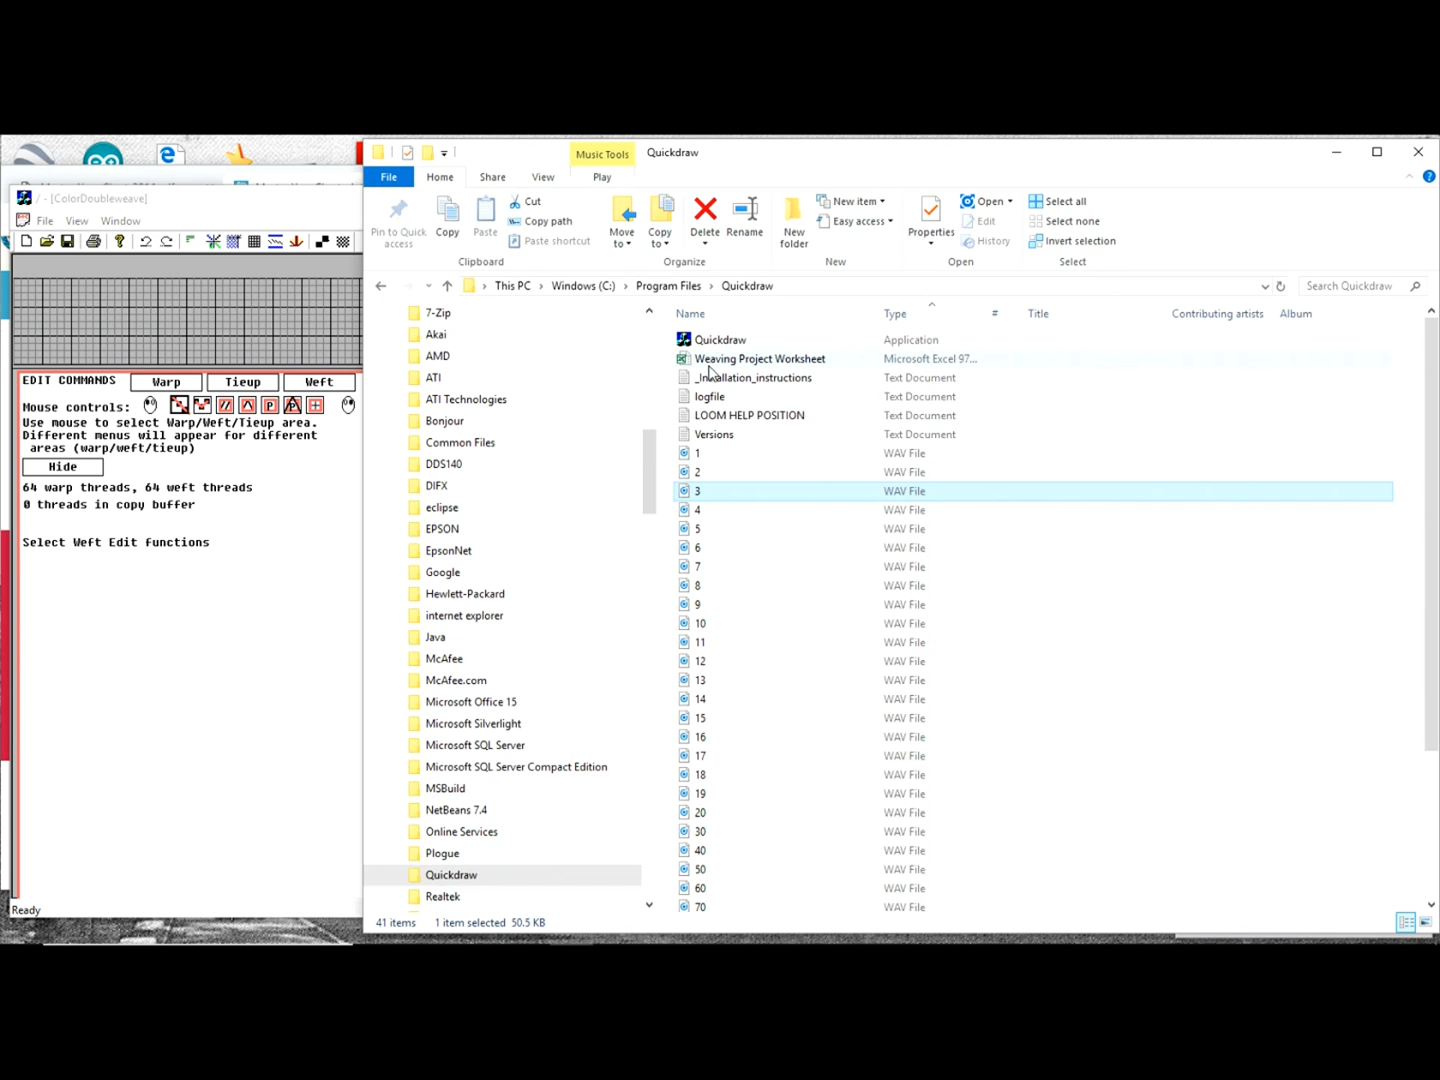 Music Tools
Quickdraw
File
Home
Share
View
Play
Pin to Quick access
Copy
Paste
Cut
Copy path
Paste shortcut
Clipboard
Move to
Copy to
Delete
Rename
Organize
New folder
New item
Easy access
New
Properties
Open
Edit
History
Open
Select all
Select none
Invert selection
Select
This PC > Windows (C:) > Program Files > Quickdraw
Search Quickdraw
/ - [ColorDoubleweave]
File View Window
EDIT COMMANDS Warp Tieup Weft
Mouse controls:
Use mouse to select Warp/Weft/Tieup area.
Different menus will appear for different
areas (warp/weft/tieup)
Hide
64 warp threads, 64 weft threads
0 threads in copy buffer
Select Weft Edit functions
Ready
7-Zip
Akai
AMD
ATI
ATI Technologies
Bonjour
Common Files
DDS140
DIFX
eclipse
EPSON
EpsonNet
Google
Hewlett-Packard
internet explorer
Java
McAfee
McAfee.com
Microsoft Office 15
Microsoft Silverlight
Microsoft SQL Server
Microsoft SQL Server Compact Edition
MSBuild
NetBeans 7.4
Online Services
Plogue
Quickdraw
Realtek
Name Type # Title Contributing artists Album
Quickdraw Application
Weaving Project Worksheet Microsoft Excel 97...
_Installation_instructions Text Document
logfile Text Document
LOOM HELP POSITION Text Document
Versions Text Document
1 WAV File
2 WAV File
3 WAV File
4 WAV File
5 WAV File
6 WAV File
7 WAV File
8 WAV File
9 WAV File
10 WAV File
11 WAV File
12 WAV File
13 WAV File
14 WAV File
15 WAV File
16 WAV File
17 WAV File
18 WAV File
19 WAV File
20 WAV File
30 WAV File
40 WAV File
50 WAV File
60 WAV File
70 WAV File
41 items 1 item selected 50.5 KB